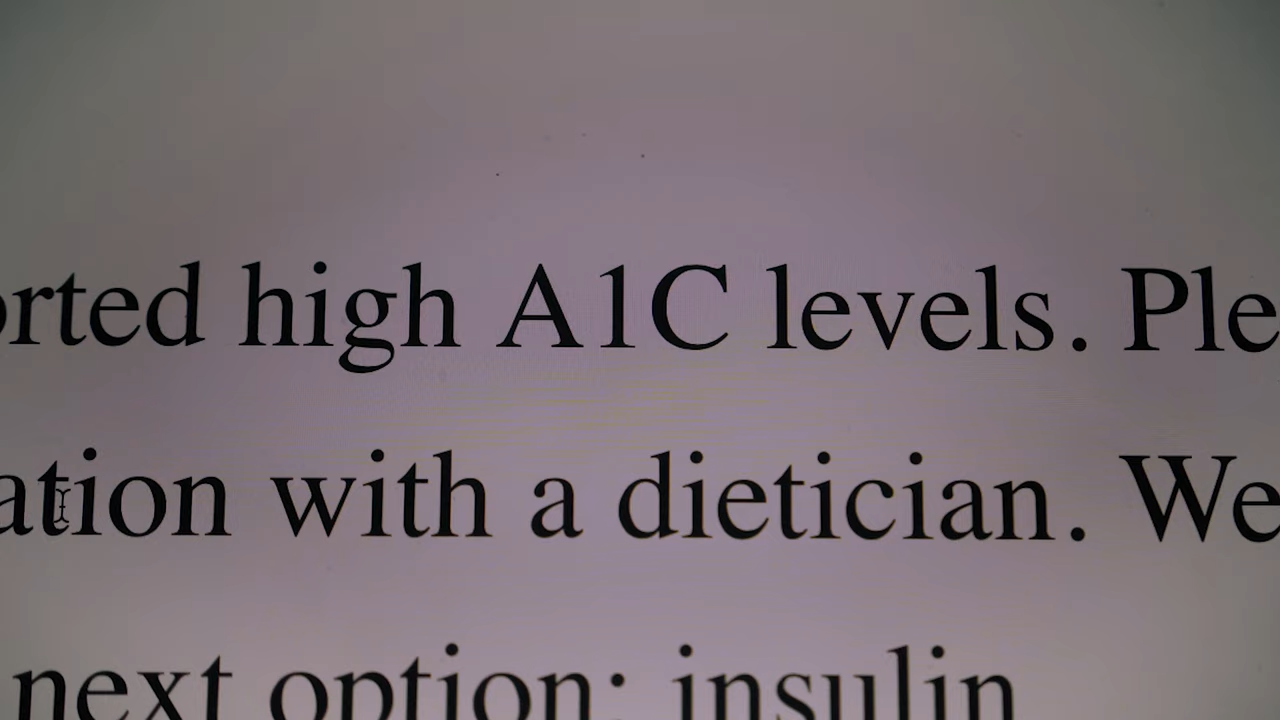 orted high A1C levels. Ple
ation with a dietician. We
next option: insulin